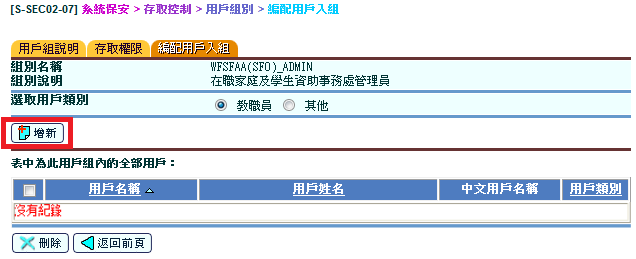 [S-SEC02-07] 系統保安 > 存取控制 > 用戶組別 > 編配用戶入組
用戶組說明 存取權限 編配用戶入組
組別名稱 WFSFAA(SFO)_ADMIN
組別說明 在職家庭及學生資助事務處管理員
選取用戶類別 教職員 其他
增新
表中為此用戶組內的全部用戶：
用戶名稱 用戶姓名 中文用戶名稱 用戶類別
沒有紀錄
刪除 返回前頁